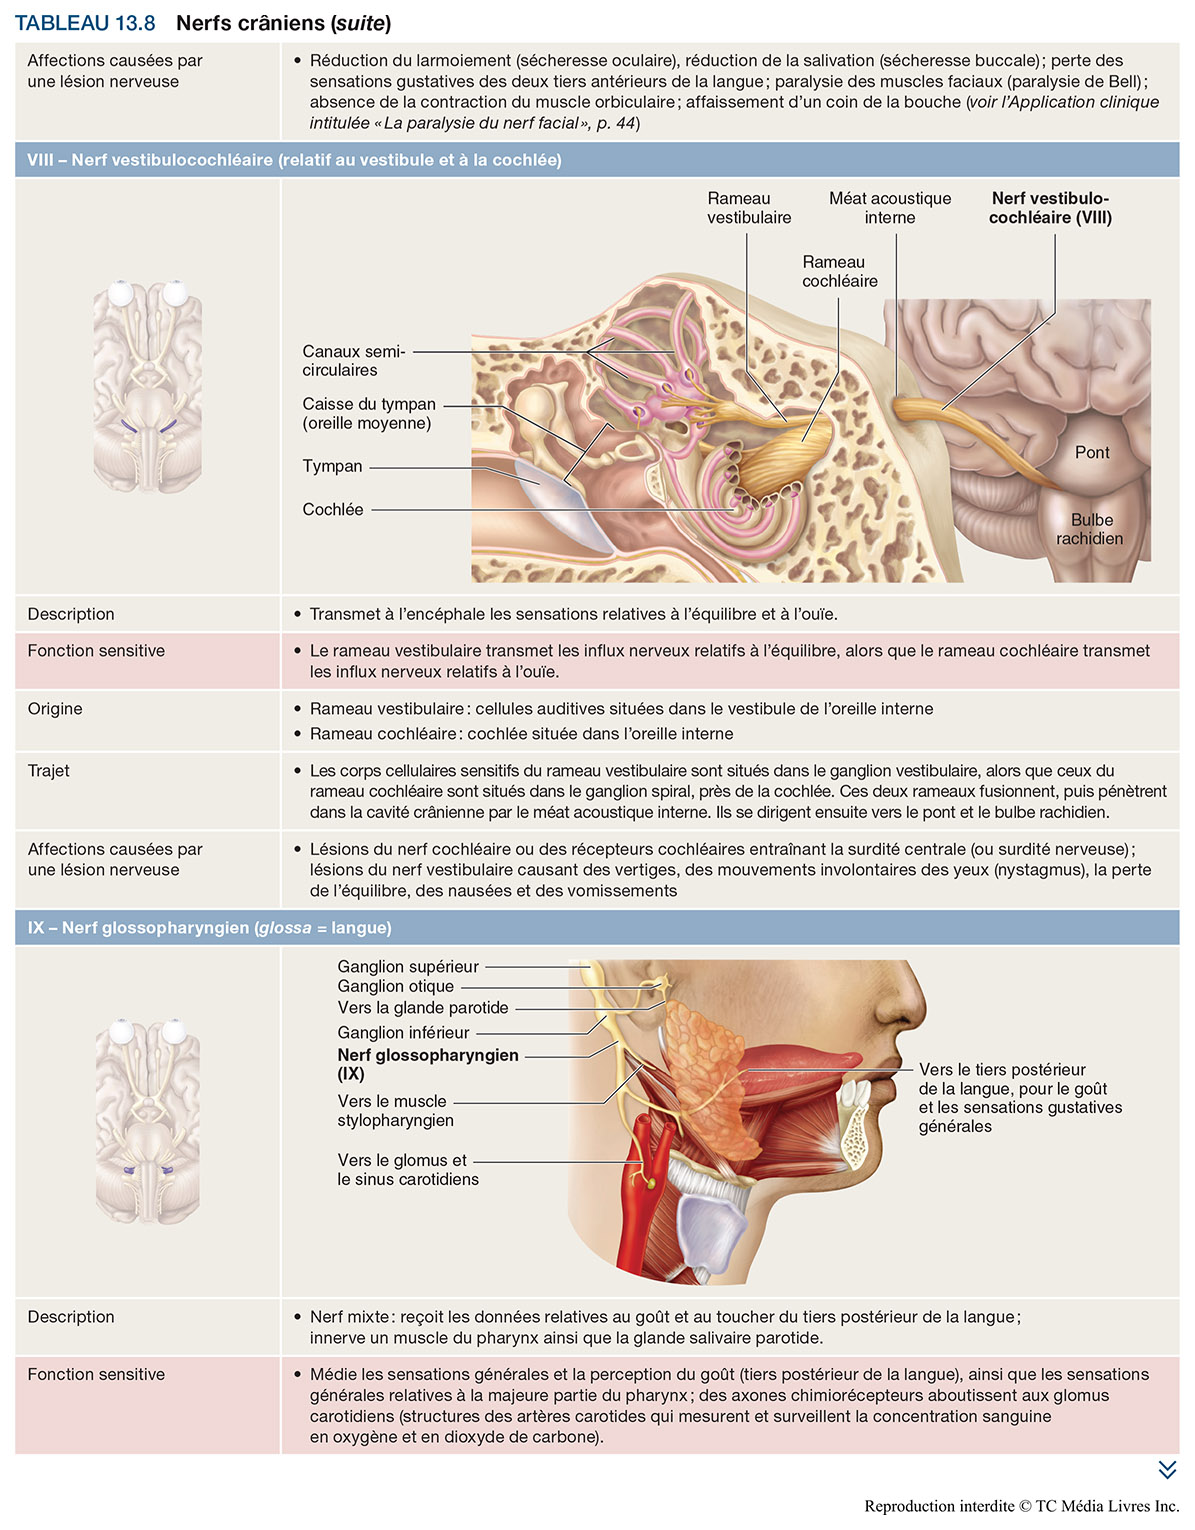 TABLEAU 13.8 Nerfs crâniens (suite)
Affections causées par
une lésion nerveuse
• Réduction du larmoiement (sécheresse oculaire), réduction de la salivation (sécheresse buccale) ; perte des
sensations gustatives des deux tiers antérieurs de la langue ; paralysie des muscles faciaux (paralysie de Bell) ;
absence de la contraction du muscle orbiculaire ; affaissement d’un coin de la bouche (voir l’Application clinique
intitulée « La paralysie du nerf facial », p. 44)
VIII – Nerf vestibulocochléaire (relatif au vestibule et à la cochlée)
Rameau
vestibulaire
Méat acoustique
interne
Nerf vestibulo-
cochléaire (VIII)
Rameau
cochléaire
Canaux semi-
circulaires
Caisse du tympan
(oreille moyenne)
Tympan
Cochlée
Pont
Bulbe
rachidien
Description
• Transmet à l’encéphale les sensations relatives à l’équilibre et à l’ouïe.
Fonction sensitive
• Le rameau vestibulaire transmet les influx nerveux relatifs à l’équilibre, alors que le rameau cochléaire transmet
les influx nerveux relatifs à l’ouïe.
Origine
• Rameau vestibulaire : cellules auditives situées dans le vestibule de l’oreille interne
• Rameau cochléaire : cochlée située dans l’oreille interne
Trajet
• Les corps cellulaires sensitifs du rameau vestibulaire sont situés dans le ganglion vestibulaire, alors que ceux du
rameau cochléaire sont situés dans le ganglion spiral, près de la cochlée. Ces deux rameaux fusionnent, puis pénètrent
dans la cavité crânienne par le méat acoustique interne. Ils se dirigent ensuite vers le pont et le bulbe rachidien.
Affections causées par
une lésion nerveuse
• Lésions du nerf cochléaire ou des récepteurs cochléaires entraînant la surdité centrale (ou surdité nerveuse) ;
lésions du nerf vestibulaire causant des vertiges, des mouvements involontaires des yeux (nystagmus), la perte
de l’équilibre, des nausées et des vomissements
IX – Nerf glossopharyngien (glossa = langue)
Ganglion supérieur
Ganglion otique
Vers la glande parotide
Ganglion inférieur
Nerf glossopharyngien
(IX)
Vers le muscle
stylopharyngien
Vers le glomus et
le sinus carotidiens
Vers le tiers postérieur
de la langue, pour le goût
et les sensations gustatives
générales
Description
• Nerf mixte : reçoit les données relatives au goût et au toucher du tiers postérieur de la langue ;
innerve un muscle du pharynx ainsi que la glande salivaire parotide.
Fonction sensitive
• Médie les sensations générales et la perception du goût (tiers postérieur de la langue), ainsi que les sensations
générales relatives à la majeure partie du pharynx ; des axones chimiorécepteurs aboutissent aux glomus
carotidiens (structures des artères carotides qui mesurent et surveillent la concentration sanguine
en oxygène et en dioxyde de carbone).
Reproduction interdite © TC Média Livres Inc.